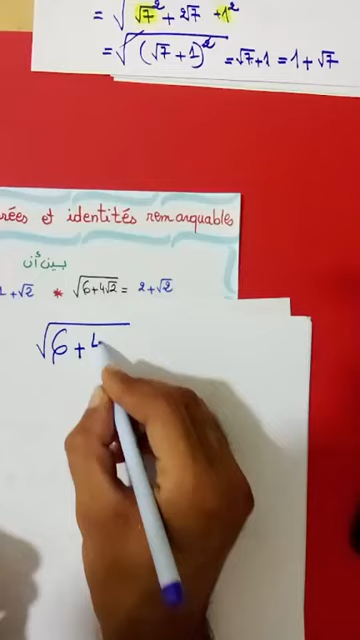 = √(√7² + 2√7 + 1²)
= √((√7 + 1)²) = √7 + 1 = 1 + √7
rées et identités remarquables
بين أن
+√2 * √(6+4√2) = 2+√2
√(6 + 4